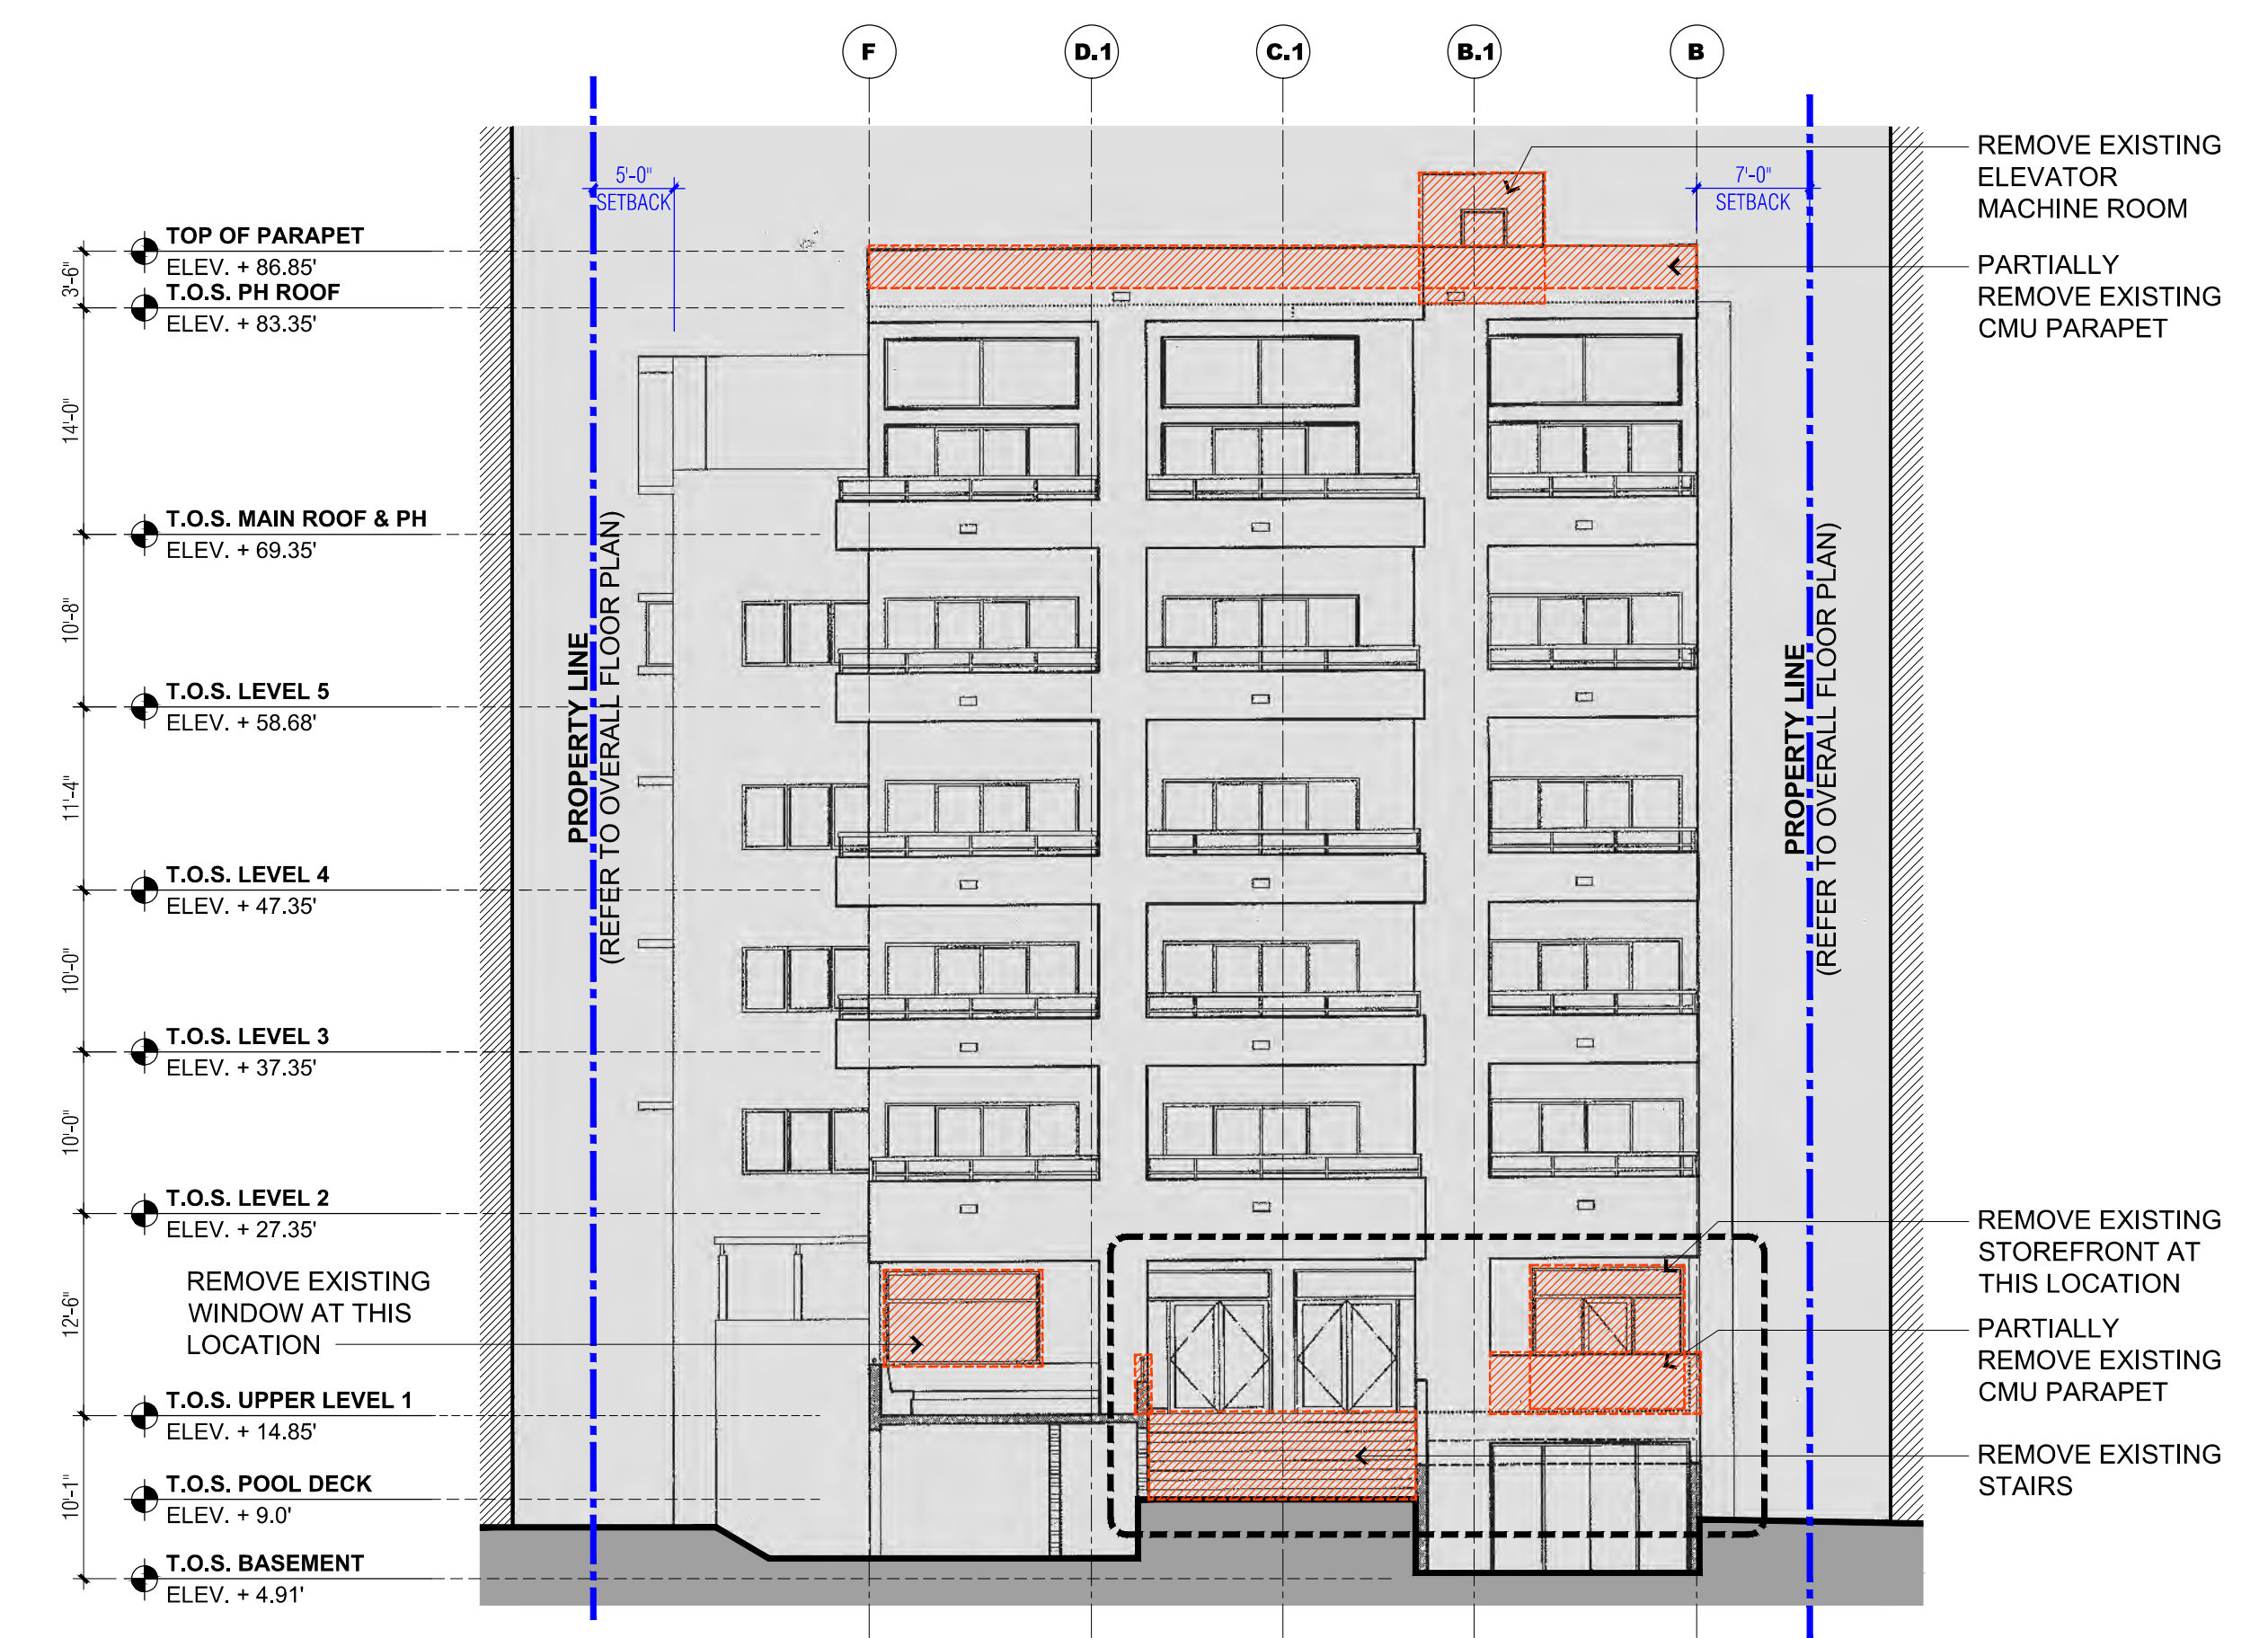 F
D.1
C.1
B.1
B
5'-0"
SETBACK
7'-0"
SETBACK
REMOVE EXISTING
ELEVATOR
MACHINE ROOM
PARTIALLY
REMOVE EXISTING
CMU PARAPET
TOP OF PARAPET
ELEV. + 86.85'
3'-6"
T.O.S. PH ROOF
ELEV. + 83.35'
14'-0"
T.O.S. MAIN ROOF & PH
ELEV. + 69.35'
10'-8"
T.O.S. LEVEL 5
ELEV. + 58.68'
11'-4"
T.O.S. LEVEL 4
ELEV. + 47.35'
10'-0"
T.O.S. LEVEL 3
ELEV. + 37.35'
10'-0"
T.O.S. LEVEL 2
ELEV. + 27.35'
12'-6"
T.O.S. UPPER LEVEL 1
ELEV. + 14.85'
10'-1"
T.O.S. POOL DECK
ELEV. + 9.0'
T.O.S. BASEMENT
ELEV. + 4.91'
PROPERTY LINE
(REFER TO OVERALL FLOOR PLAN)
PROPERTY LINE
(REFER TO OVERALL FLOOR PLAN)
REMOVE EXISTING
WINDOW AT THIS
LOCATION
REMOVE EXISTING
STOREFRONT AT
THIS LOCATION
PARTIALLY
REMOVE EXISTING
CMU PARAPET
REMOVE EXISTING
STAIRS